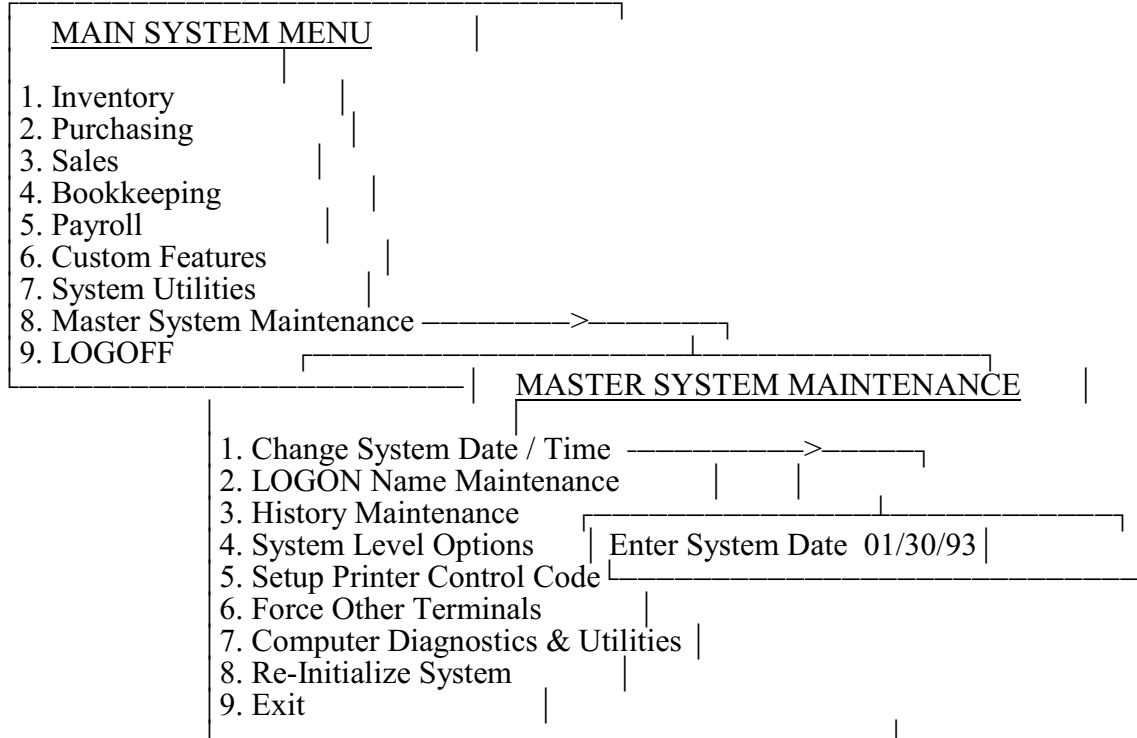 MAIN SYSTEM MENU
1. Inventory
2. Purchasing
3. Sales
4. Bookkeeping
5. Payroll
6. Custom Features
7. System Utilities
8. Master System Maintenance
9. LOGOFF
MASTER SYSTEM MAINTENANCE
1. Change System Date / Time
2. LOGON Name Maintenance
3. History Maintenance
4. System Level Options
Enter System Date 01/30/93
5. Setup Printer Control Code
6. Force Other Terminals
7. Computer Diagnostics & Utilities
8. Re-Initialize System
9. Exit